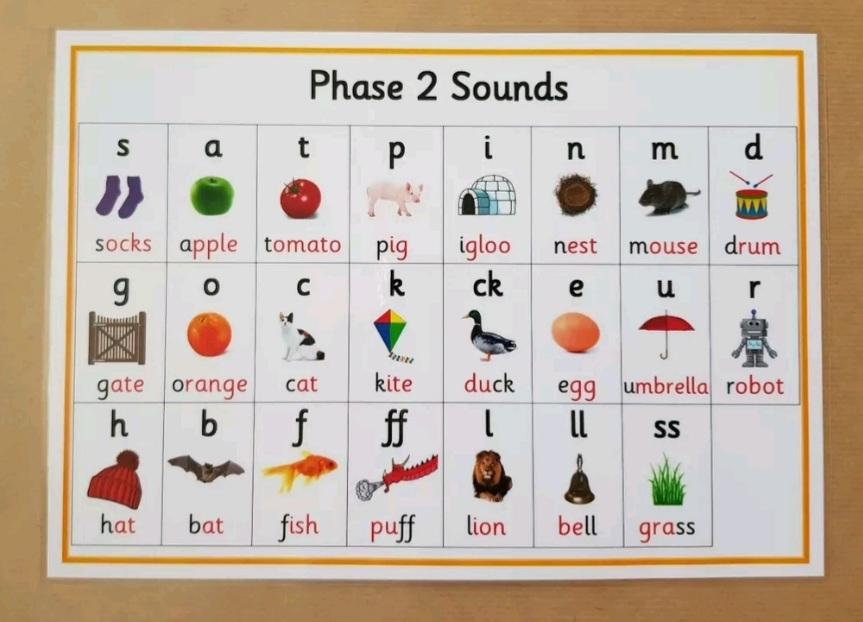 Phase 2 Sounds
s a t p i n m d
socks apple tomato pig igloo nest mouse drum
g o c k ck e u r
gate orange cat kite duck egg umbrella robot
h b f ff l ll ss
hat bat fish puff lion bell grass